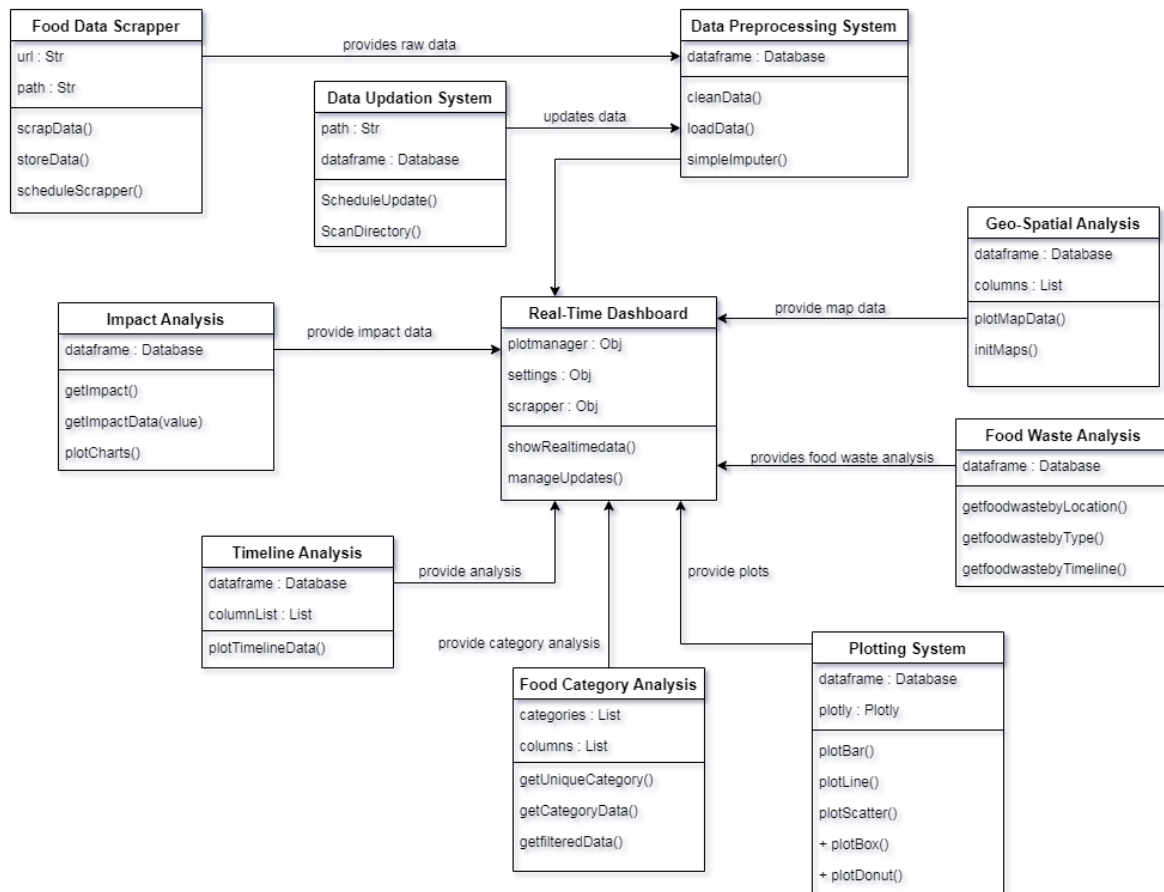 Food Data Scrapper
url : Str
path : Str
scrapData()
storeData()
scheduleScrapper()
provides raw data
Data Preprocessing System
dataframe : Database
cleanData()
loadData()
simpleImputer()
Data Updation System
path : Str
dataframe : Database
ScheduleUpdate()
ScanDirectory()
updates data
Geo-Spatial Analysis
dataframe : Database
columns : List
plotMapData()
initMaps()
provide map data
Impact Analysis
dataframe : Database
getImpact()
getImpactData(value)
plotCharts()
provide impact data
Real-Time Dashboard
plotmanager : Obj
settings : Obj
scrapper : Obj
showRealtimedata()
manageUpdates()
Food Waste Analysis
dataframe : Database
getfoodwastebyLocation()
getfoodwastebyType()
getfoodwastebyTimeline()
provides food waste analysis
Timeline Analysis
dataframe : Database
columnList : List
plotTimelineData()
provide analysis
provide category analysis
Food Category Analysis
categories : List
columns : List
getUniqueCategory()
getCategoryData()
getfilteredData()
provide plots
Plotting System
dataframe : Database
plotly : Plotly
plotBar()
plotLine()
plotScatter()
+ plotBox()
+ plotDonut()